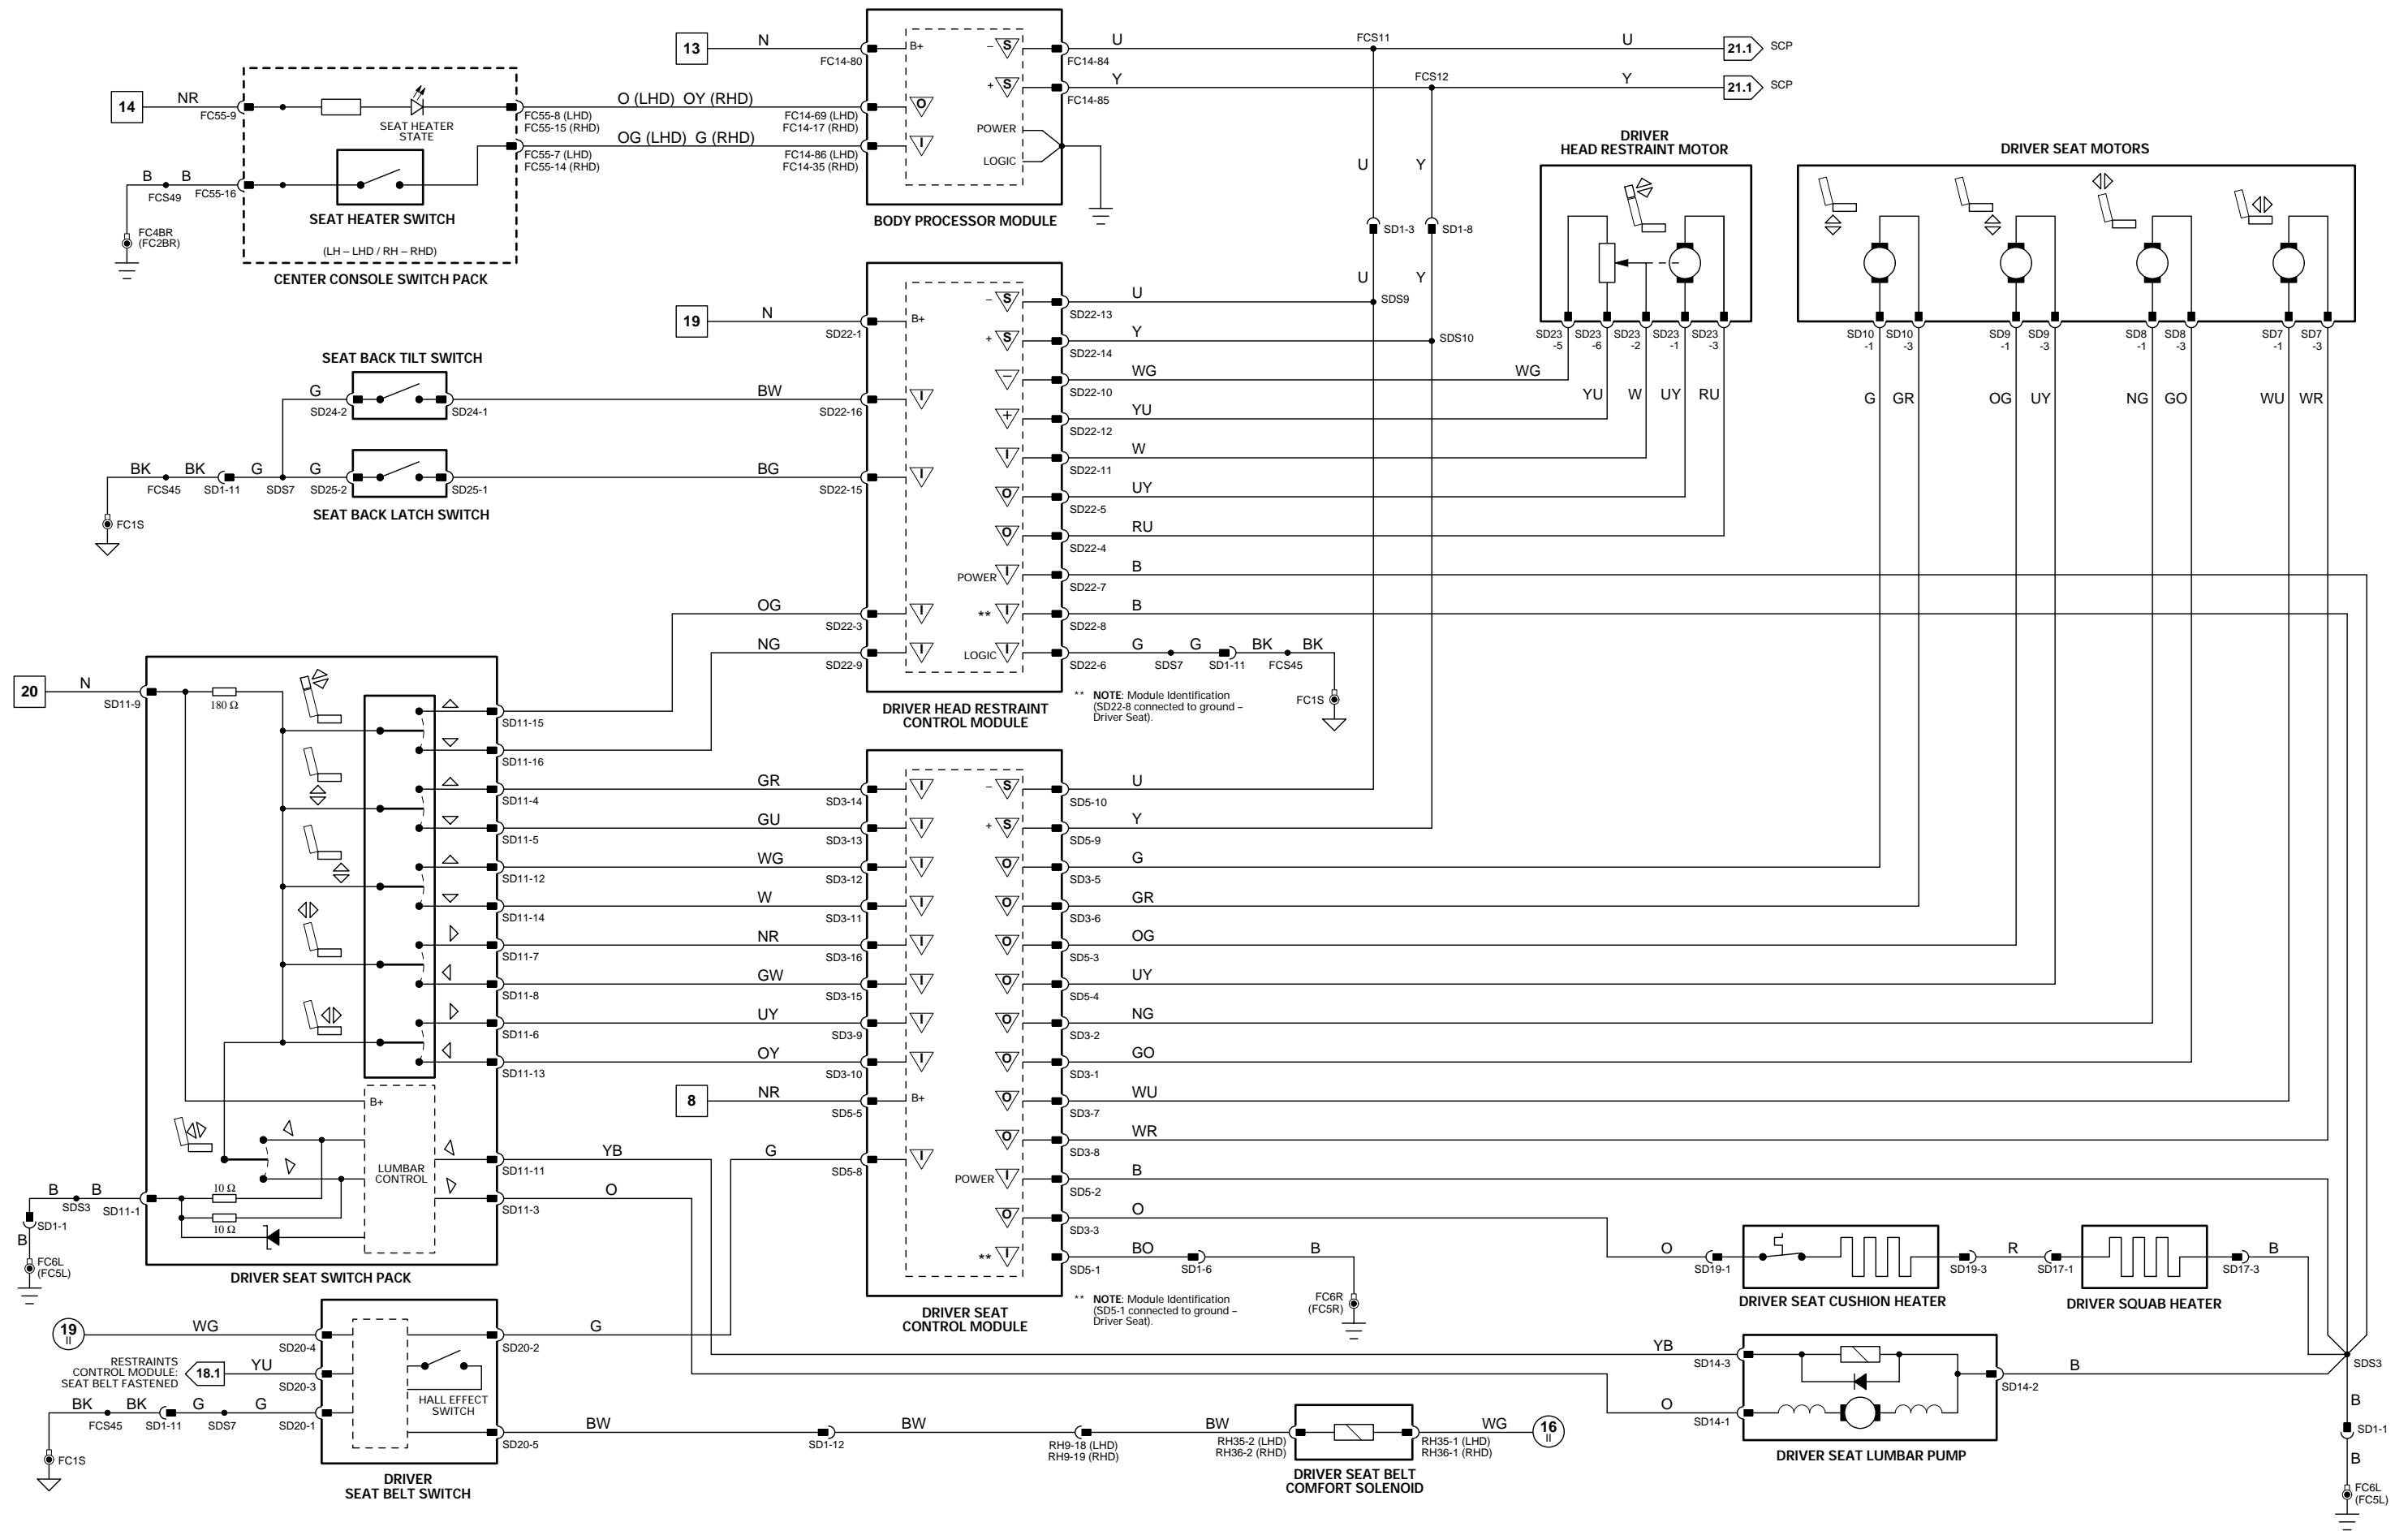 13
N
FC14-80
B+
–
S
U
FC14-84
FCS11
U
21.1
SCP
+
S
Y
FC14-85
FCS12
Y
21.1
SCP
14
NR
FC55-9
SEAT HEATER
STATE
FC55-8 (LHD)
FC55-15 (RHD)
O (LHD) OY (RHD)
FC14-69 (LHD)
FC14-17 (RHD)
O
OG (LHD) G (RHD)
FC55-7 (LHD)
FC55-14 (RHD)
FC14-86 (LHD)
FC14-35 (RHD)
I
POWER
LOGIC
B
B
FCS49
FC55-16
FC4BR
(FC2BR)
SEAT HEATER SWITCH
(LH – LHD / RH – RHD)
CENTER CONSOLE SWITCH PACK
BODY PROCESSOR MODULE
U
Y
SD1-3
SD1-8
U
Y
DRIVER
HEAD RESTRAINT MOTOR
DRIVER SEAT MOTORS
SD23
-5
SD23
-6
SD23
-2
SD23
-1
SD23
-3
SD10
-1
SD10
-3
SD9
-1
SD9
-3
SD8
-1
SD8
-3
SD7
-1
SD7
-3
WG
YU
W
UY
RU
G
GR
OG
UY
NG
GO
WU
WR
19
N
SD22-1
B+
–
S
U
SD22-13
SDS9
+
S
Y
SD22-14
SDS10
–
WG
SD22-10
+
YU
SD22-12
I
W
SD22-11
O
UY
SD22-5
O
RU
SD22-4
POWER
I
B
SD22-7
**
I
B
SD22-8
LOGIC
I
G
SD22-6
SDS7
G
SD1-11
BK
FCS45
BK
FC1S
SEAT BACK TILT SWITCH
G
SD24-2
SD24-1
BW
SD22-16
I
BK
FCS45
BK
SD1-11
G
SDS7
G
SD25-2
SD25-1
BG
SD22-15
I
SEAT BACK LATCH SWITCH
FC1S
OG
SD22-3
I
NG
SD22-9
I
DRIVER HEAD RESTRAINT
CONTROL MODULE
** NOTE: Module Identification
(SD22-8 connected to ground –
Driver Seat).
20
N
SD11-9
180 Ω
SD11-15
SD11-16
SD11-4
GR
SD3-14
I
SD11-5
GU
SD3-13
I
SD11-12
WG
SD3-12
I
SD11-14
W
SD3-11
I
SD11-7
NR
SD3-16
I
SD11-8
GW
SD3-15
I
SD11-6
UY
SD3-9
I
SD11-13
OY
SD3-10
I
8
NR
SD5-5
B+
G
SD5-8
I
B+
LUMBAR
CONTROL
SD11-11
YB
SD11-3
O
10 Ω
10 Ω
B
SDS3
B
SD11-1
SD1-1
B
FC6L
(FC5L)
DRIVER SEAT SWITCH PACK
–
S
U
SD5-10
+
S
Y
SD5-9
O
G
SD3-5
O
GR
SD3-6
O
OG
SD5-3
O
UY
SD5-4
O
NG
SD3-2
O
GO
SD3-1
O
WU
SD3-7
O
WR
SD3-8
POWER
I
B
SD5-2
O
O
SD3-3
**
I
BO
SD5-1
SD1-6
B
FC6R
(FC5R)
DRIVER SEAT
CONTROL MODULE
** NOTE: Module Identification
(SD5-1 connected to ground –
Driver Seat).
O
SD19-1
SD19-3
R
SD17-1
SD17-3
B
DRIVER SEAT CUSHION HEATER
DRIVER SQUAB HEATER
19
II
WG
SD20-4
SD20-2
G
RESTRAINTS
CONTROL MODULE:
SEAT BELT FASTENED
18.1
YU
SD20-3
HALL EFFECT
SWITCH
BK
FCS45
BK
SD1-11
G
SDS7
G
SD20-1
FC1S
SD20-5
BW
SD1-12
BW
RH9-18 (LHD)
RH9-19 (RHD)
BW
RH35-2 (LHD)
RH36-2 (RHD)
RH35-1 (LHD)
RH36-1 (RHD)
WG
16
II
DRIVER
SEAT BELT SWITCH
DRIVER SEAT BELT
COMFORT SOLENOID
YB
SD14-3
O
SD14-1
SD14-2
B
SDS3
DRIVER SEAT LUMBAR PUMP
B
SD1-1
B
FC6L
(FC5L)